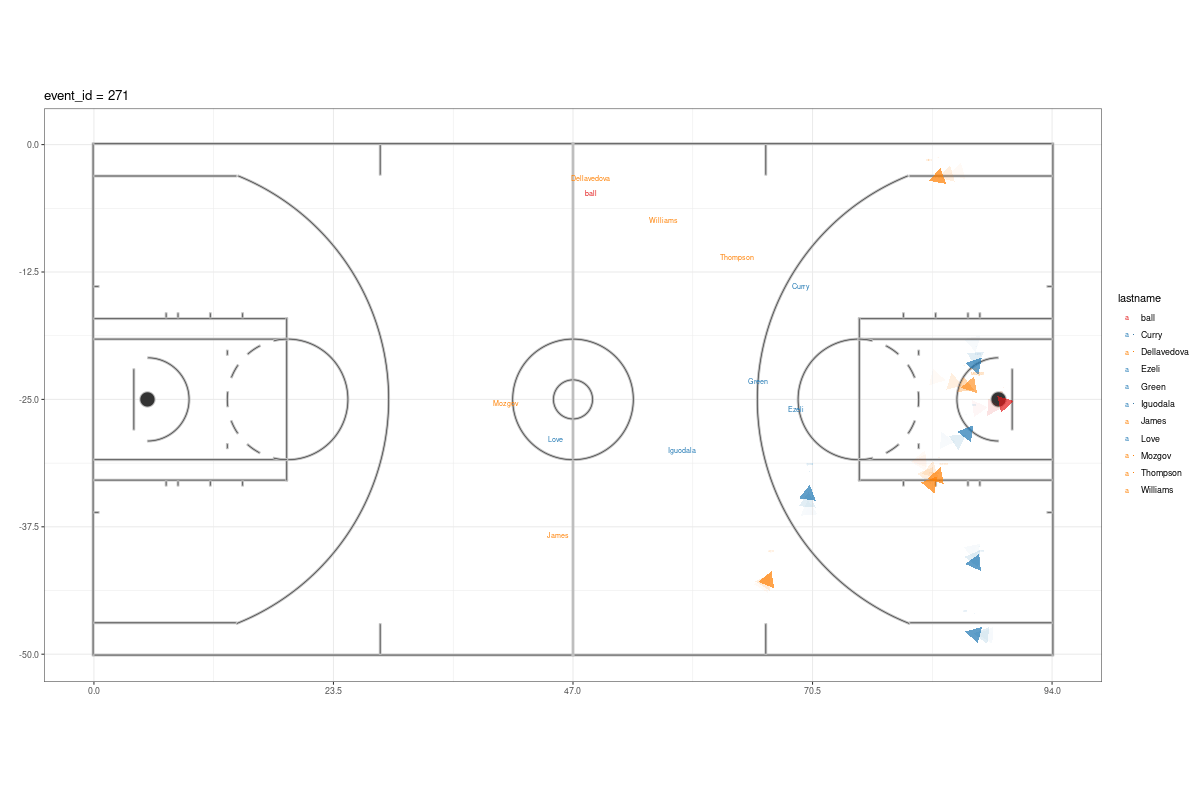 event_id = 271
0.0
-12.5
-25.0
-37.5
-50.0
0.0
23.5
47.0
70.5
94.0
Dellavedova
ball
Williams
Thompson
Curry
Green
Mozgov
Ezeli
Love
Iguodala
James
lastname
a ball
a Curry
a Dellavedova
a Ezeli
a Green
a Iguodala
a James
a Love
a Mozgov
a Thompson
a Williams